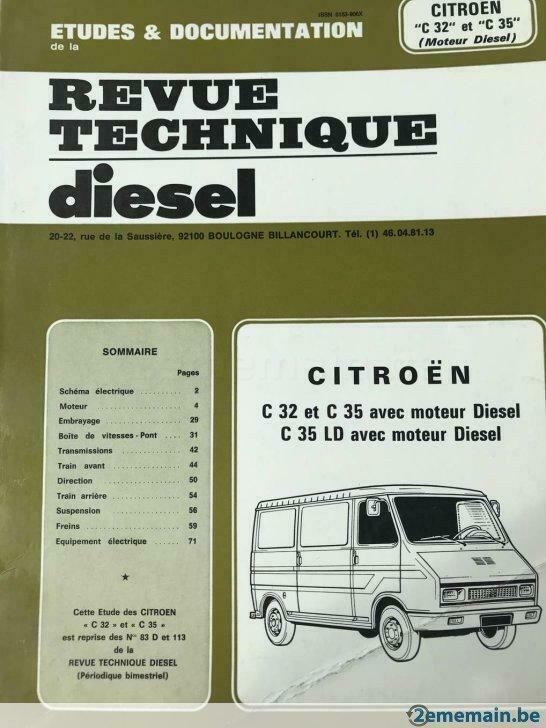 ISBN 0153-906X
ETUDES & DOCUMENTATION
de la
CITROEN
"C 32" et "C 35"
(Moteur Diesel)
REVUE
TECHNIQUE
diesel
20-22, rue de la Saussière, 92100 BOULOGNE BILLANCOURT. Tél. (1) 46.04.81.13
SOMMAIRE
Pages
Schéma électrique .......... 2
Moteur .......... 4
Embrayage .......... 29
Boîte de vitesses - Pont .... 31
Transmissions .......... 42
Train avant .......... 44
Direction .......... 50
Train arrière .......... 54
Suspension .......... 56
Freins .......... 59
Equipement électrique ..... 71
Cette Etude des CITROEN
« C 32 » et « C 35 »
est reprise des N° 83 D et 113
de la
REVUE TECHNIQUE DIESEL
(Périodique bimestriel)
CITROËN
C 32 et C 35 avec moteur Diesel
C 35 LD avec moteur Diesel
2ememain.be